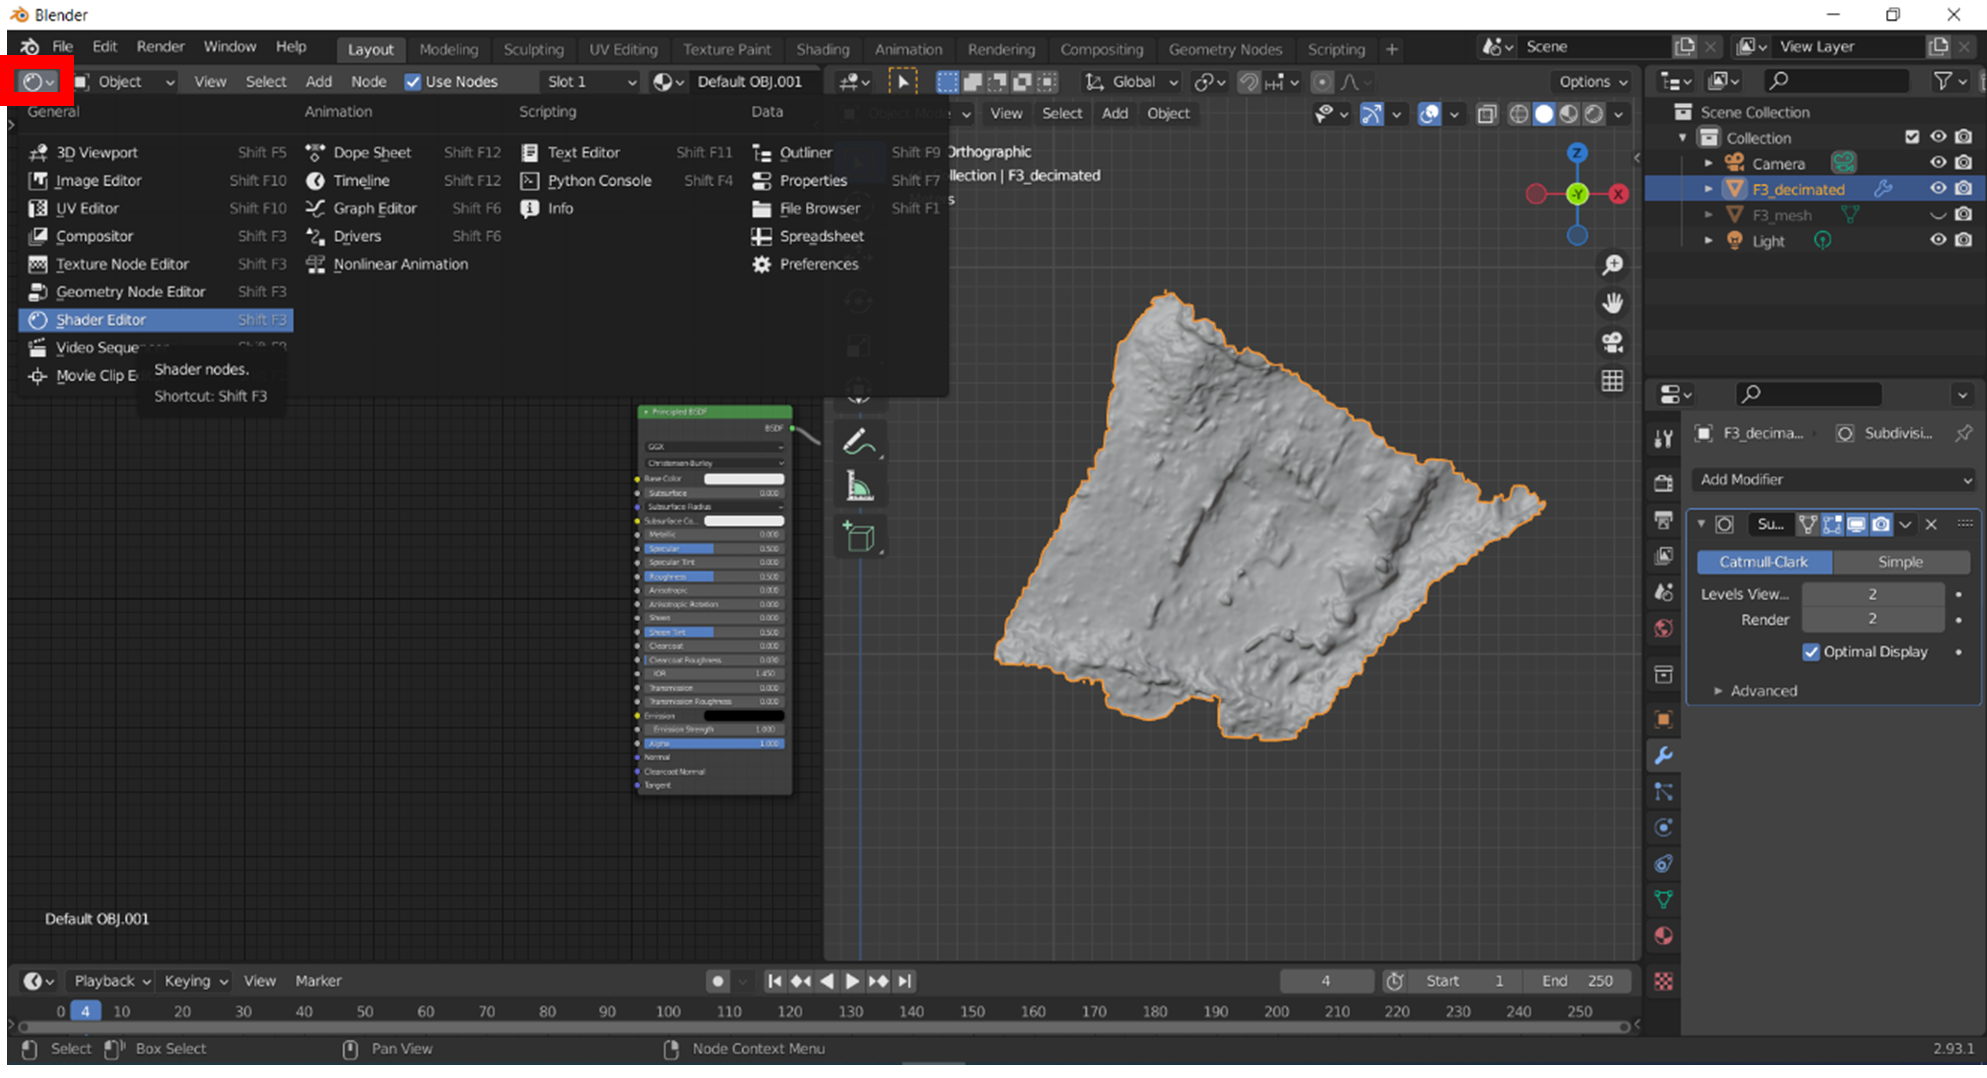 Blender
File Edit Render Window Help Layout Modeling Sculpting UV Editing Texture Paint Shading Animation Rendering Compositing Geometry Nodes Scripting + Scene View Layer
Object View Select Add Node Use Nodes Slot 1 Default OBJ.001 Global Options
View Select Add Object
General Animation Scripting Data
3D Viewport Shift F5 Dope Sheet Shift F12 Text Editor Shift F11 Outliner Shift F9
Image Editor Shift F10 Timeline Shift F12 Python Console Shift F4 Properties Shift F7
UV Editor Shift F10 Graph Editor Shift F6 Info File Browser Shift F1
Compositor Shift F3 Drivers Shift F6 Spreadsheet
Texture Node Editor Shift F3 Nonlinear Animation Preferences
Geometry Node Editor Shift F3
Shader Editor Shift F3
Video Sequen
Movie Clip E
Shader nodes.
Shortcut: Shift F3
Orthographic
llection | F3_decimated
s
Z
-Y
X
Scene Collection
Collection
Camera
F3_decimated
F3_mesh
Light
Principled BSDF
BSDF
GGX
Christensen-Burley
Base Color
Subsurface 0.000
Subsurface Radius
Subsurface Co...
Metallic 0.000
Specular 0.500
Specular Tint 0.000
Roughness 0.500
Anisotropic 0.000
Anisotropic Rotation 0.000
Sheen 0.000
Sheen Tint 0.500
Clearcoat 0.000
Clearcoat Roughness 0.030
IOR 1.450
Transmission 0.000
Transmission Roughness 0.000
Emission
Emission Strength 1.000
Alpha 1.000
Normal
Clearcoat Normal
Tangent
Default OBJ.001
F3_decima... Subdivisi...
Add Modifier
Su...
Catmull-Clark Simple
Levels View... 2
Render 2
Optimal Display
Advanced
Playback Keying View Marker 4 Start 1 End 250
0 4 10 20 30 40 50 60 70 80 90 100 110 120 130 140 150 160 170 180 190 200 210 220 230 240 250
Select Box Select Pan View Node Context Menu 2.93.1